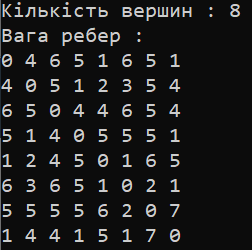 Кількість вершин : 8
Вага ребер :
0 4 6 5 1 6 5 1
4 0 5 1 2 3 5 4
6 5 0 4 4 6 5 4
5 1 4 0 5 5 5 1
1 2 4 5 0 1 6 5
6 3 6 5 1 0 2 1
5 5 5 5 6 2 0 7
1 4 4 1 5 1 7 0